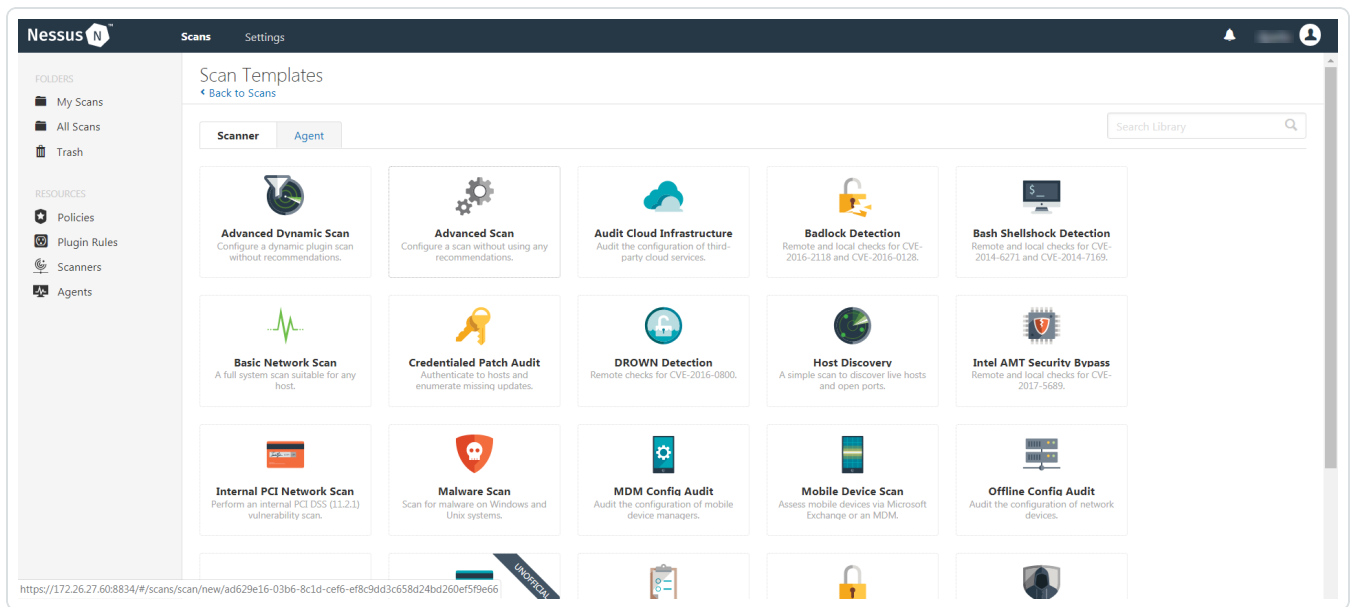 Nessus N ™
Scans
Settings
FOLDERS
My Scans
All Scans
Trash
RESOURCES
Policies
Plugin Rules
Scanners
Agents
Scan Templates
Back to Scans
Scanner
Agent
Search Library
Advanced Dynamic Scan
Configure a dynamic plugin scan
without recommendations.
Advanced Scan
Configure a scan without using any
recommendations.
Audit Cloud Infrastructure
Audit the configuration of third-
party cloud services.
Badlock Detection
Remote and local checks for CVE-
2016-2118 and CVE-2016-0128.
$_
Bash Shellshock Detection
Remote and local checks for CVE-
2014-6271 and CVE-2014-7169.
Basic Network Scan
A full system scan suitable for any
host.
Credentialed Patch Audit
Authenticate to hosts and
enumerate missing updates.
DROWN Detection
Remote checks for CVE-2016-0800.
Host Discovery
A simple scan to discover live hosts
and open ports.
Intel AMT Security Bypass
Remote and local checks for CVE-
2017-5689.
Internal PCI Network Scan
Perform an internal PCI DSS (11.2.1)
vulnerability scan.
Malware Scan
Scan for malware on Windows and
Unix systems.
MDM Config Audit
Audit the configuration of mobile
device managers.
Mobile Device Scan
Assess mobile devices via Microsoft
Exchange or an MDM.
Offline Config Audit
Audit the configuration of network
devices.
UNOFFICIAL
https://172.26.27.60:8834/#/scans/scan/new/ad629e16-03b6-8c1d-cef6-ef8c9dd3c658d24bd260ef5f9e66